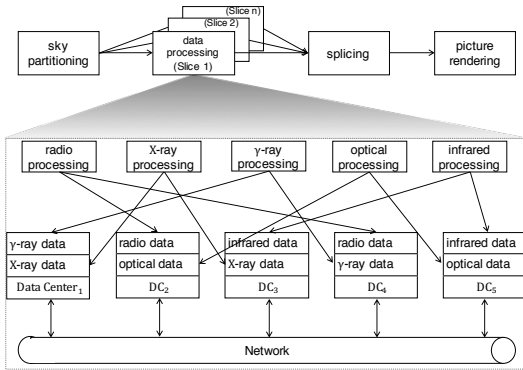 (Slice n)
(Slice 2)
sky
partitioning
data
processing
(Slice 1)
splicing
picture
rendering
radio
processing
X-ray
processing
γ-ray
processing
optical
processing
infrared
processing
γ-ray data
X-ray data
Data Center₁
radio data
optical data
DC₂
infrared data
X-ray data
DC₃
radio data
γ-ray data
DC₄
infrared data
optical data
DC₅
Network